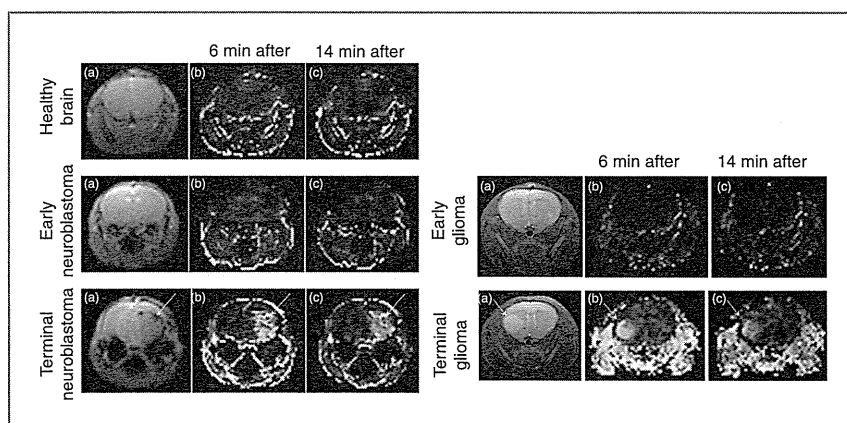 6 min after 14 min after
Healthy brain
(a) (b) (c)
Early neuroblastoma
(a) (b) (c)
Terminal neuroblastoma
(a) (b) (c)
6 min after 14 min after
Early glioma
(a) (b) (c)
Terminal glioma
(a) (b) (c)